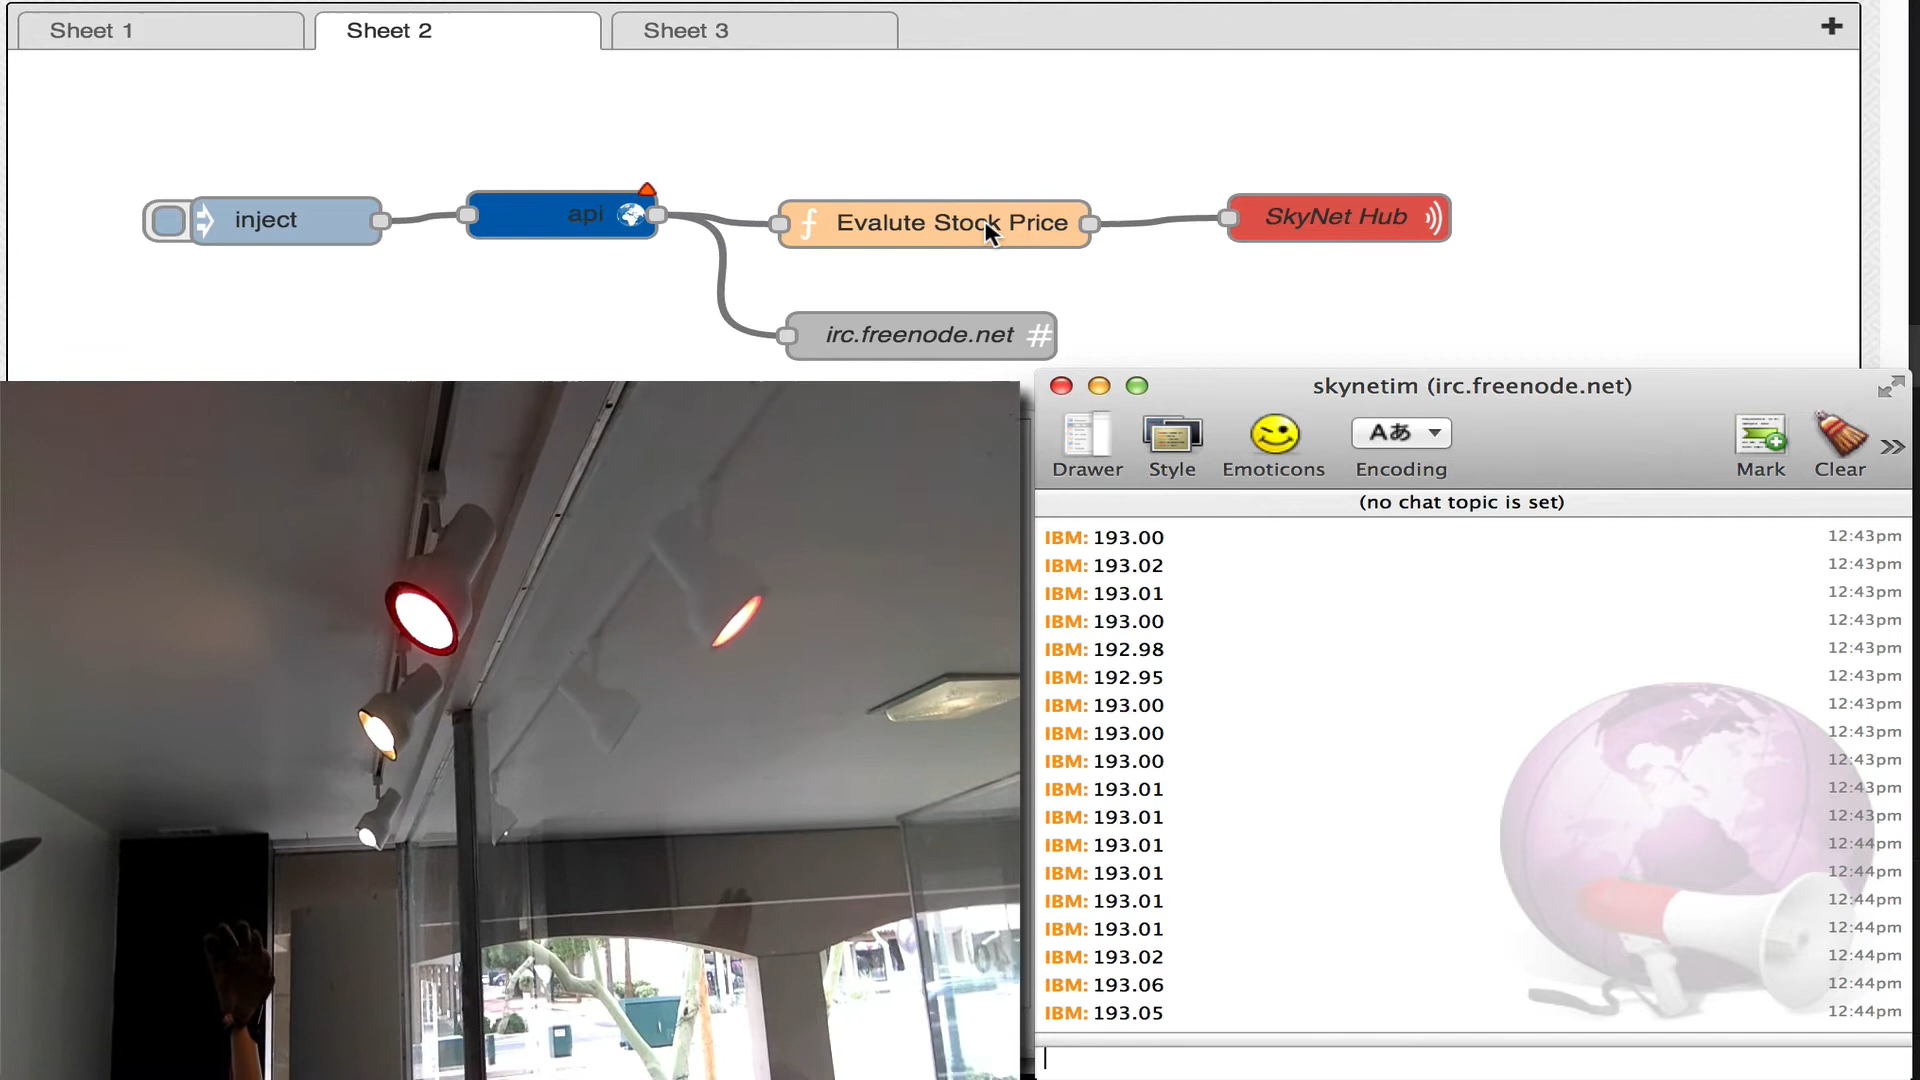 Sheet 1
Sheet 2
Sheet 3
+
inject
api
f Evalute Stock Price
SkyNet Hub
irc.freenode.net #
skynetim (irc.freenode.net)
Aあ
Drawer
Style
Emoticons
Encoding
Mark
Clear
(no chat topic is set)
IBM: 193.00 12:43pm
IBM: 193.02 12:43pm
IBM: 193.01 12:43pm
IBM: 193.00 12:43pm
IBM: 192.98 12:43pm
IBM: 192.95 12:43pm
IBM: 193.00 12:43pm
IBM: 193.00 12:43pm
IBM: 193.00 12:43pm
IBM: 193.01 12:43pm
IBM: 193.01 12:43pm
IBM: 193.01 12:44pm
IBM: 193.01 12:44pm
IBM: 193.01 12:44pm
IBM: 193.01 12:44pm
IBM: 193.02 12:44pm
IBM: 193.06 12:44pm
IBM: 193.05 12:44pm